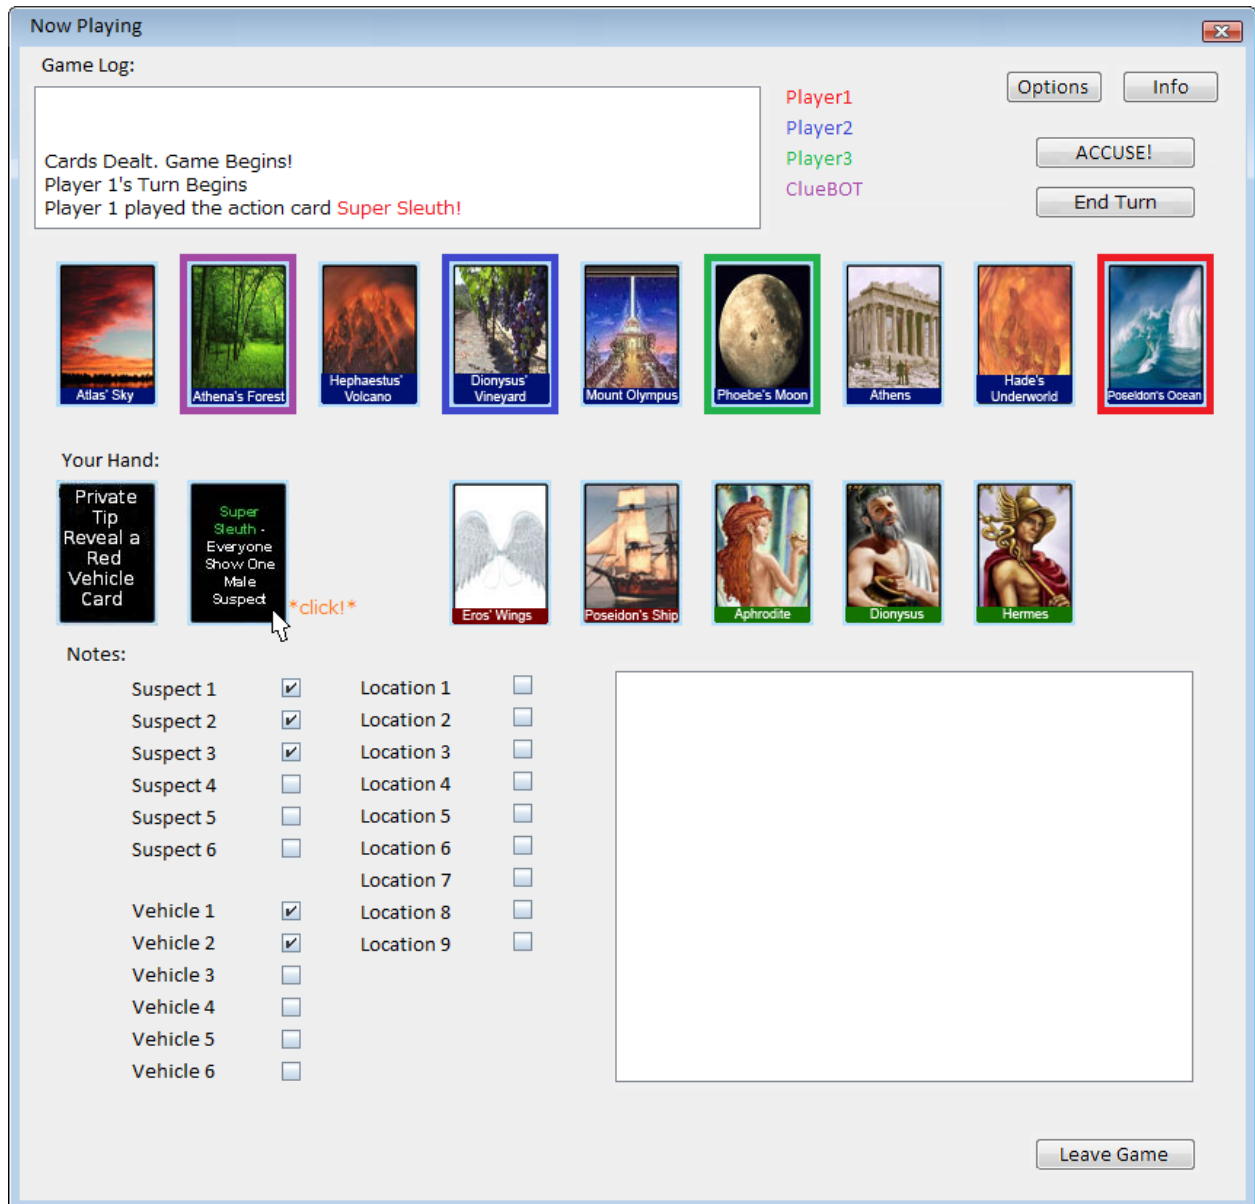 Now Playing
Game Log:
Options
Info
Player1
Player2
Player3
ClueBOT
ACCUSE!
End Turn
Cards Dealt. Game Begins!
Player 1's Turn Begins
Player 1 played the action card Super Sleuth!
Atlas' Sky
Athena's Forest
Hephaestus'
Volcano
Dionysus'
Vineyard
Mount Olympus
Phoebe's Moon
Athens
Hade's
Underworld
Poseidon's Ocean
Your Hand:
Private
Tip
Reveal a
Red
Vehicle
Card
Super
Sleuth -
Everyone
Show One
Male
Suspect
*click!*
Eros' Wings
Poseidon's Ship
Aphrodite
Dionysus
Hermes
Notes:
Suspect 1
Suspect 2
Suspect 3
Suspect 4
Suspect 5
Suspect 6
Vehicle 1
Vehicle 2
Vehicle 3
Vehicle 4
Vehicle 5
Vehicle 6
Location 1
Location 2
Location 3
Location 4
Location 5
Location 6
Location 7
Location 8
Location 9
Leave Game